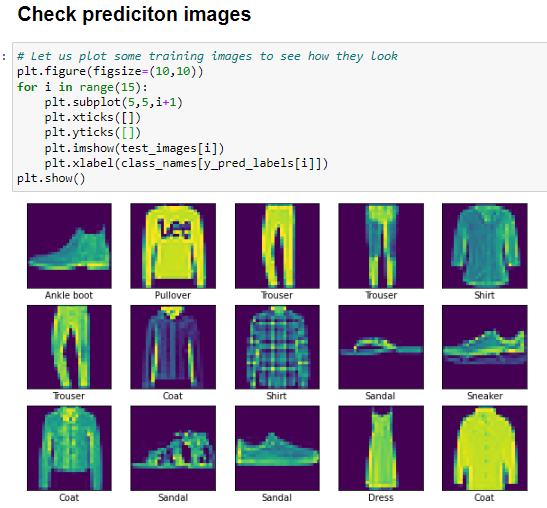 Check prediciton images
: # Let us plot some training images to see how they look
plt.figure(figsize=(10,10))
for i in range(15):
    plt.subplot(5,5,i+1)
    plt.xticks([])
    plt.yticks([])
    plt.imshow(test_images[i])
    plt.xlabel(class_names[y_pred_labels[i]])
plt.show()
Lee
Ankle boot Pullover Trouser Trouser Shirt
Trouser Coat Shirt Sandal Sneaker
Coat Sandal Sandal Dress Coat